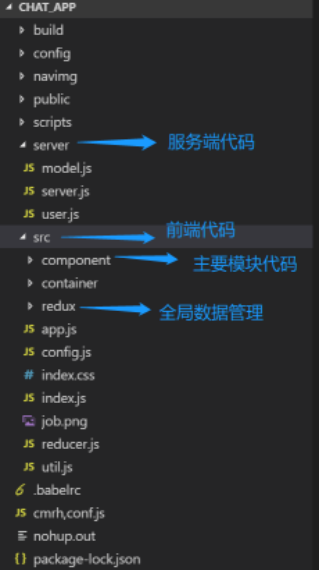 CHAT_APP
build
config
navimg
public
scripts
server
服务端代码
JS model.js
JS server.js
JS user.js
src
前端代码
component
主要模块代码
container
redux
全局数据管理
JS app.js
JS config.js
# index.css
JS index.js
job.png
JS reducer.js
JS util.js
.babelrc
JS cmrh,conf.js
nohup.out
{} package-lock.json